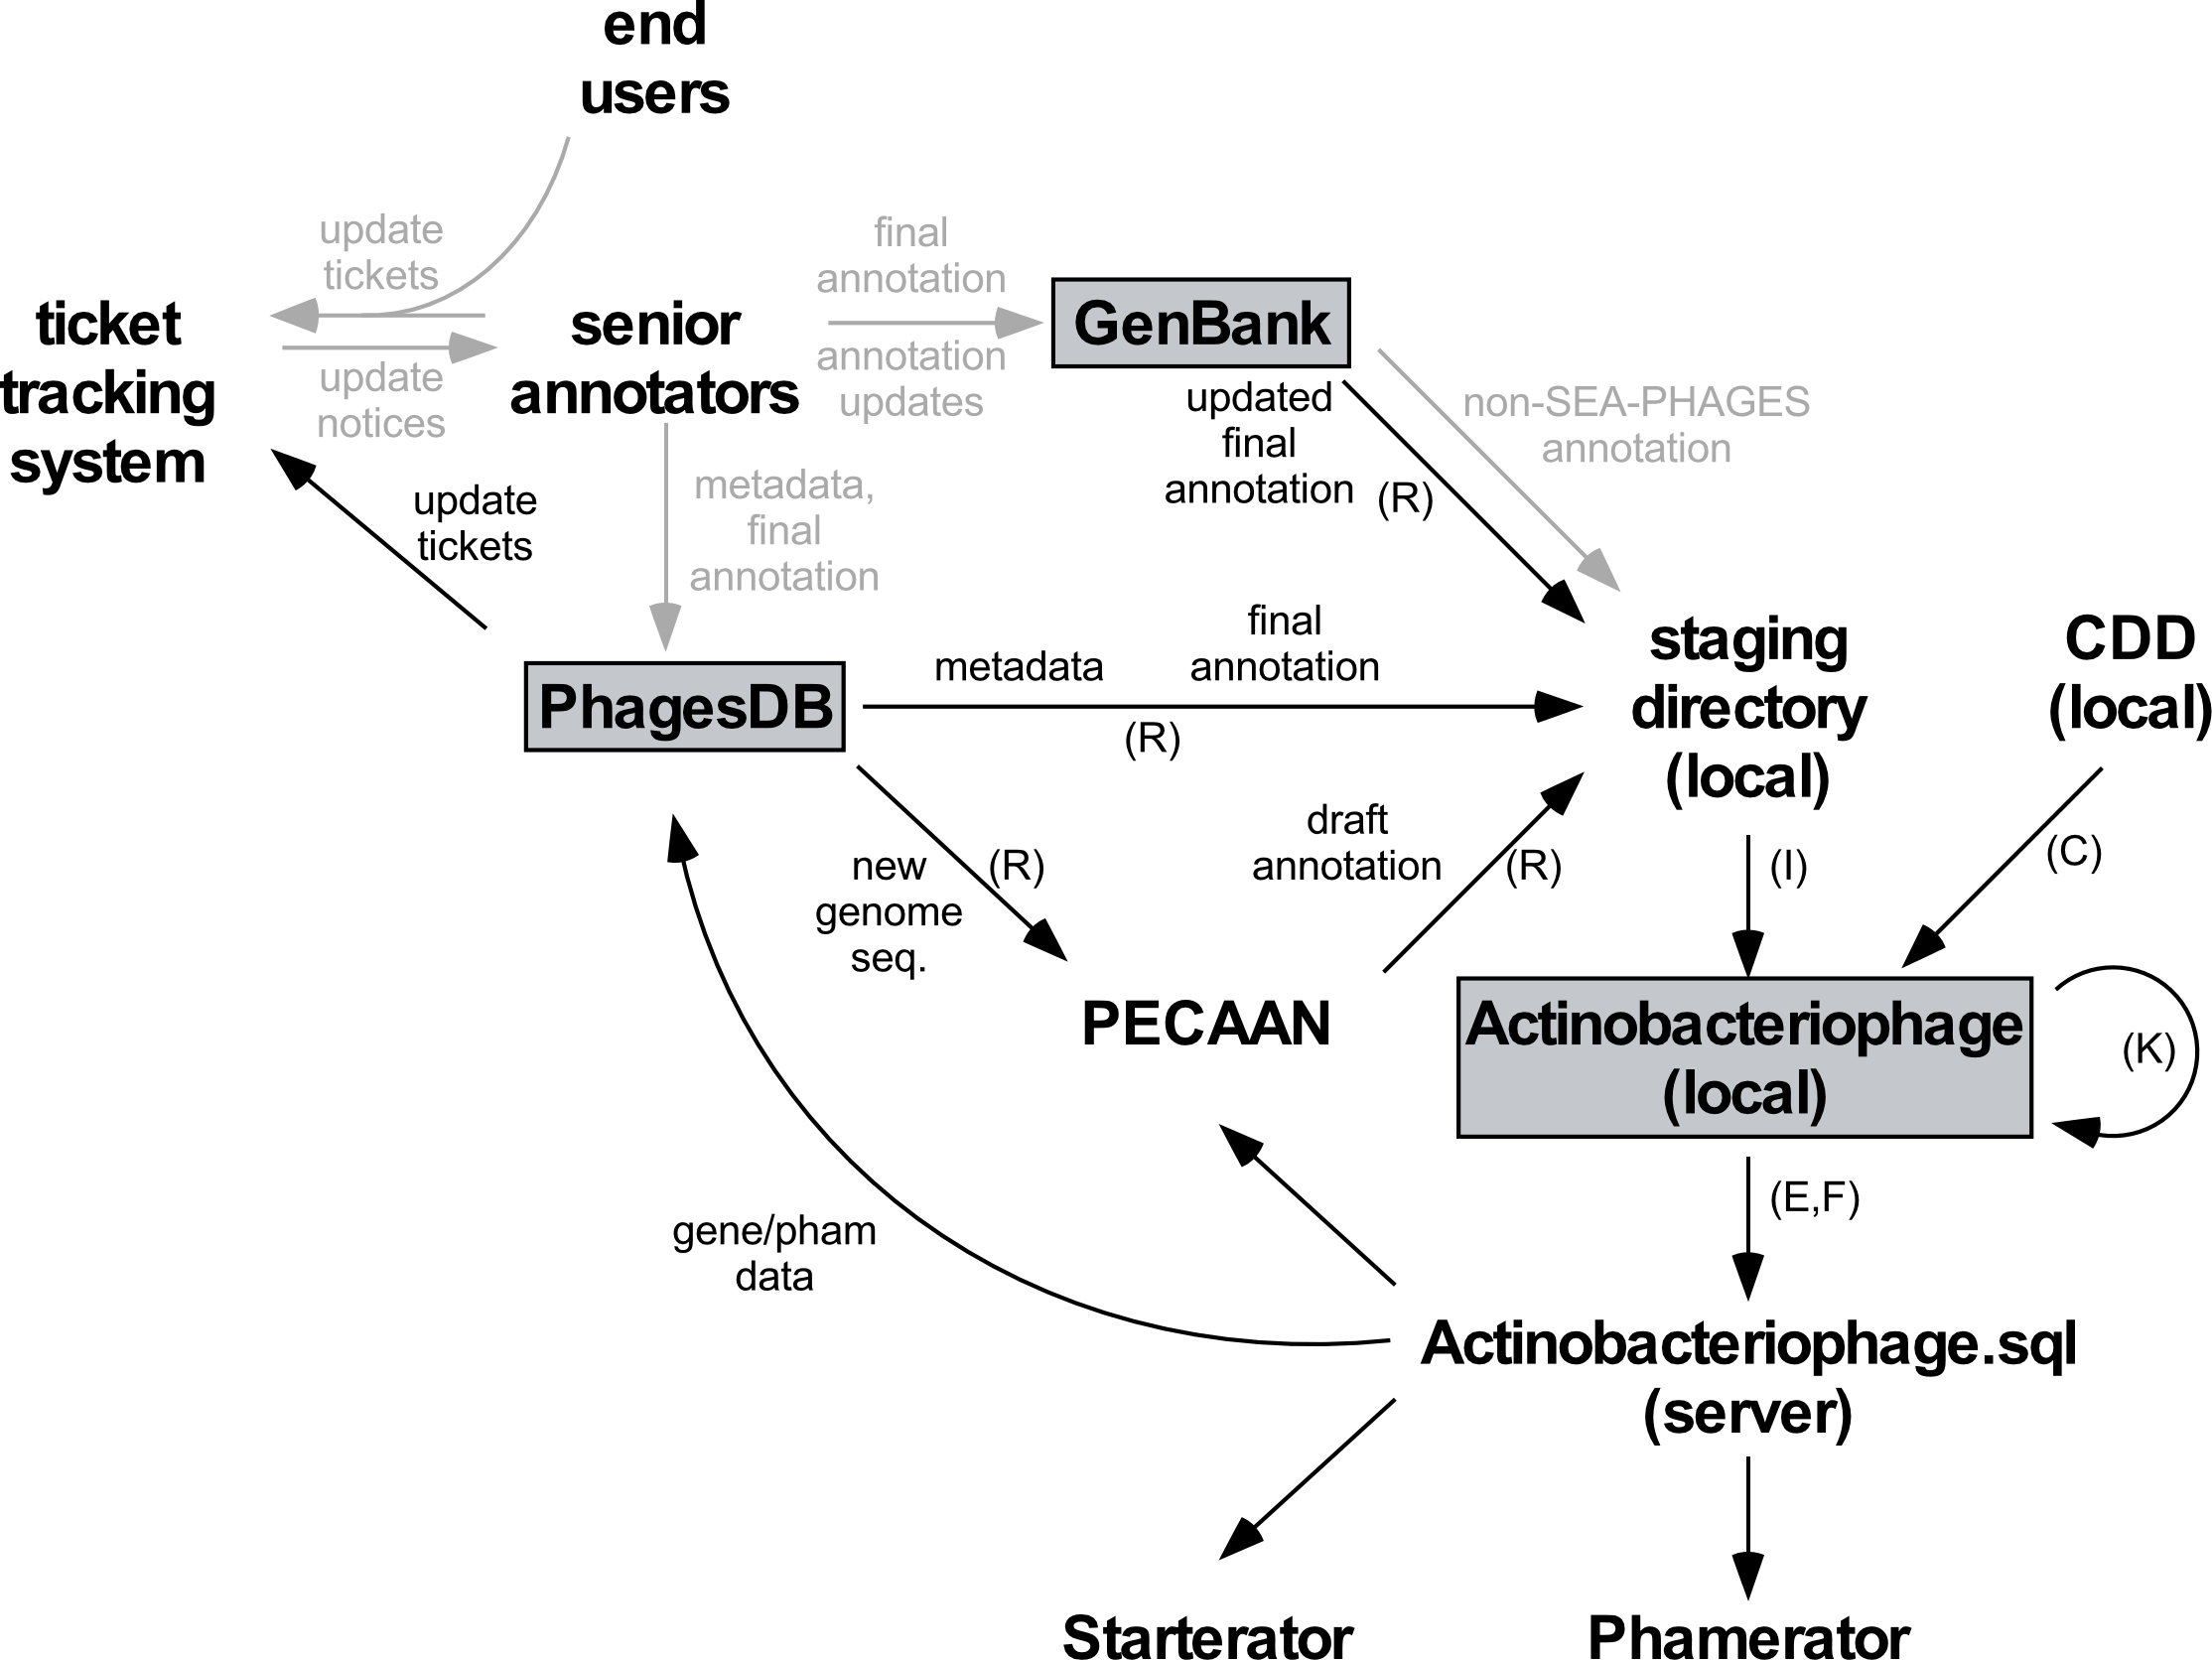 end
users
update
tickets
final
annotation
ticket
tracking
system
senior
annotators
GenBank
update
notices
annotation
updates
updated
final
annotation
(R)
non-SEA-PHAGES
annotation
update
tickets
metadata,
final
annotation
PhagesDB
metadata
final
annotation
(R)
staging
directory
(local)
CDD
(local)
new
genome
seq.
(R)
draft
annotation
(R)
(I)
(C)
PECAAN
Actinobacteriophage
(local)
(K)
(E,F)
gene/pham
data
Actinobacteriophage.sql
(server)
Starterator
Phamerator